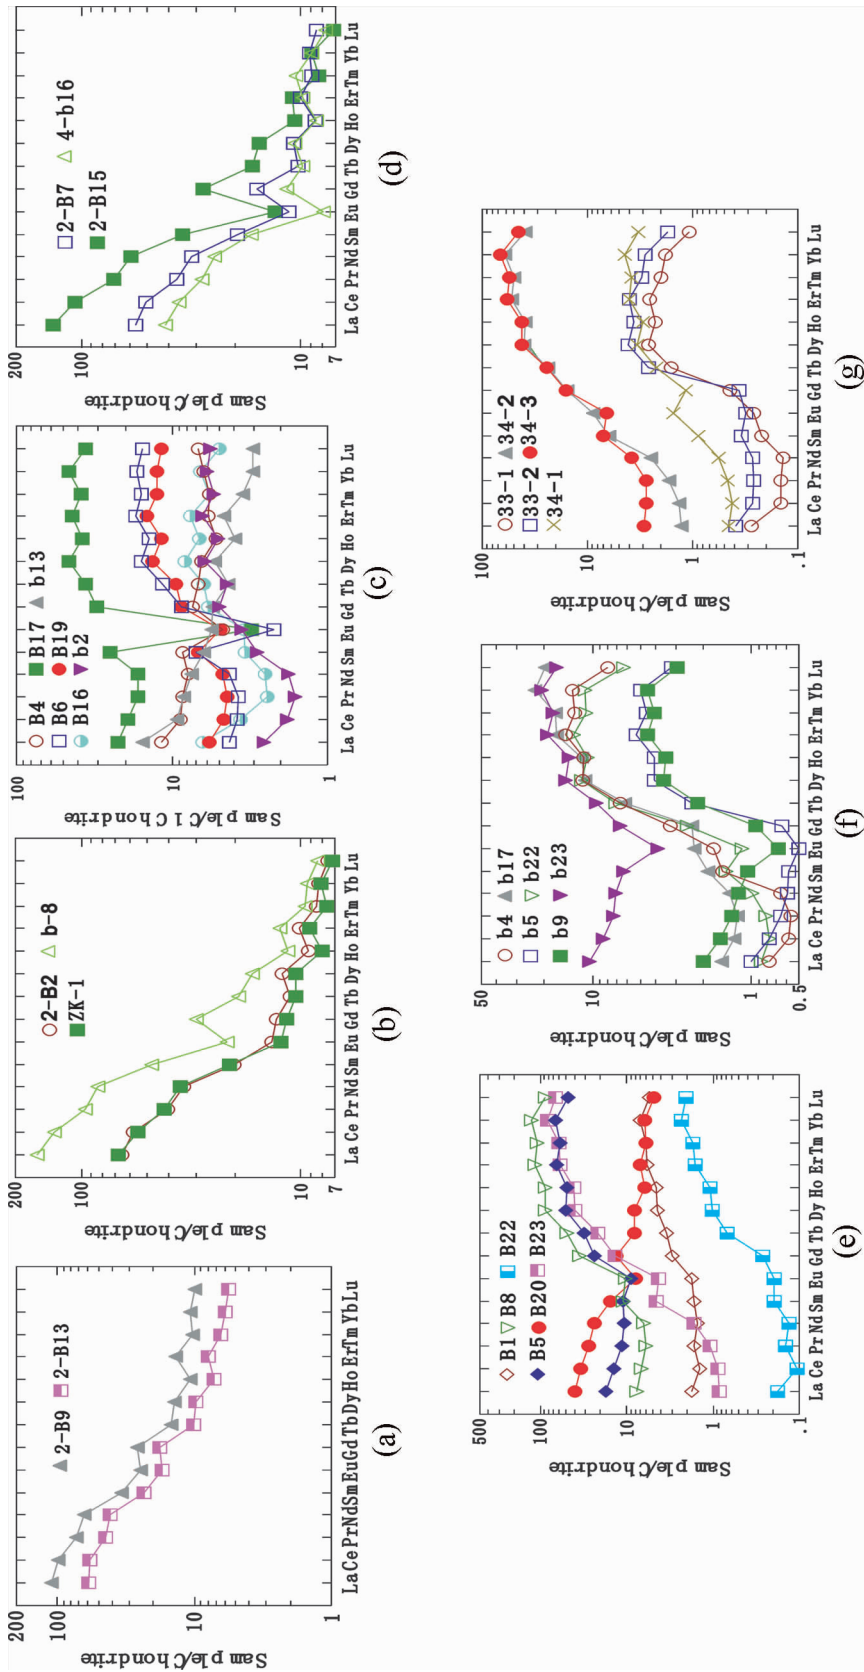 200
100
10
1
Sample/Chondrite
2-B9 2-B13
La Ce Pr Nd Sm Eu Gd Tb Dy Ho Er Tm Yb Lu
(a)
200
100
10
7
Sample/Chondrite
2-B2 b-8
ZK-1
La Ce Pr Nd Sm Eu Gd Tb Dy Ho Er Tm Yb Lu
(b)
100
10
1
Sample/C1 Chondrite
B4 B17 b13
B6 B19
B16 b2
La Ce Pr Nd Sm Eu Gd Tb Dy Ho Er Tm Yb Lu
(c)
200
100
10
7
Sample/Chondrite
2-B7 4-b16
2-B15
La Ce Pr Nd Sm Eu Gd Tb Dy Ho Er Tm Yb Lu
(d)
500
100
10
1
.1
Sample/Chondrite
B1 B8 B22
B5 B20 B23
La Ce Pr Nd Sm Eu Gd Tb Dy Ho Er Tm Yb Lu
(e)
50
10
1
0.5
Sample/Chondrite
b4 b17
b5 b22
b9 b23
La Ce Pr Nd Sm Eu Gd Tb Dy Ho Er Tm Yb Lu
(f)
100
10
1
.1
Sample/Chondrite
33-1 34-2
33-2 34-3
34-1
La Ce Pr Nd Sm Eu Gd Tb Dy Ho Er Tm Yb Lu
(g)